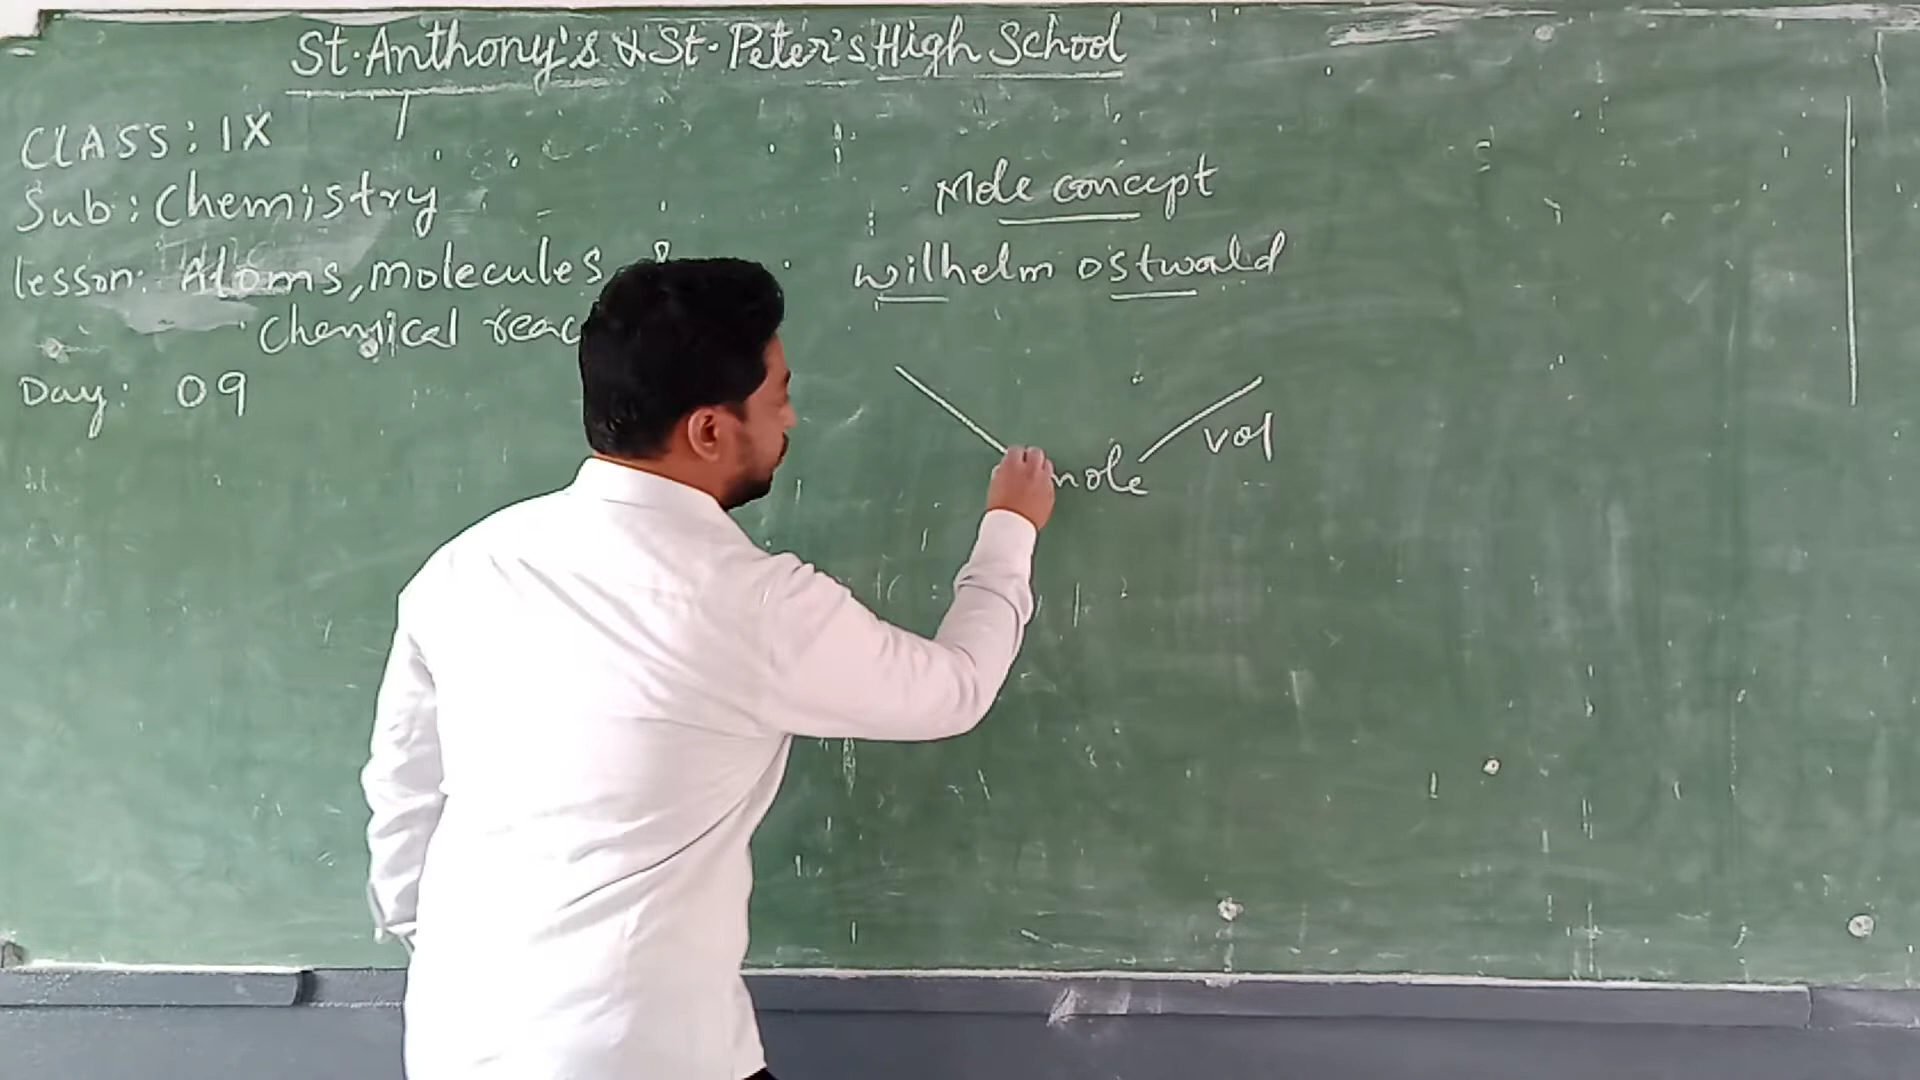 St. Anthony's & St. Peter's High School
CLASS: IX
Sub: Chemistry
lesson: Atoms, molecules &
Chemical reac
Day: 09
Mole concept
wilhelm ostwald
mole
vol